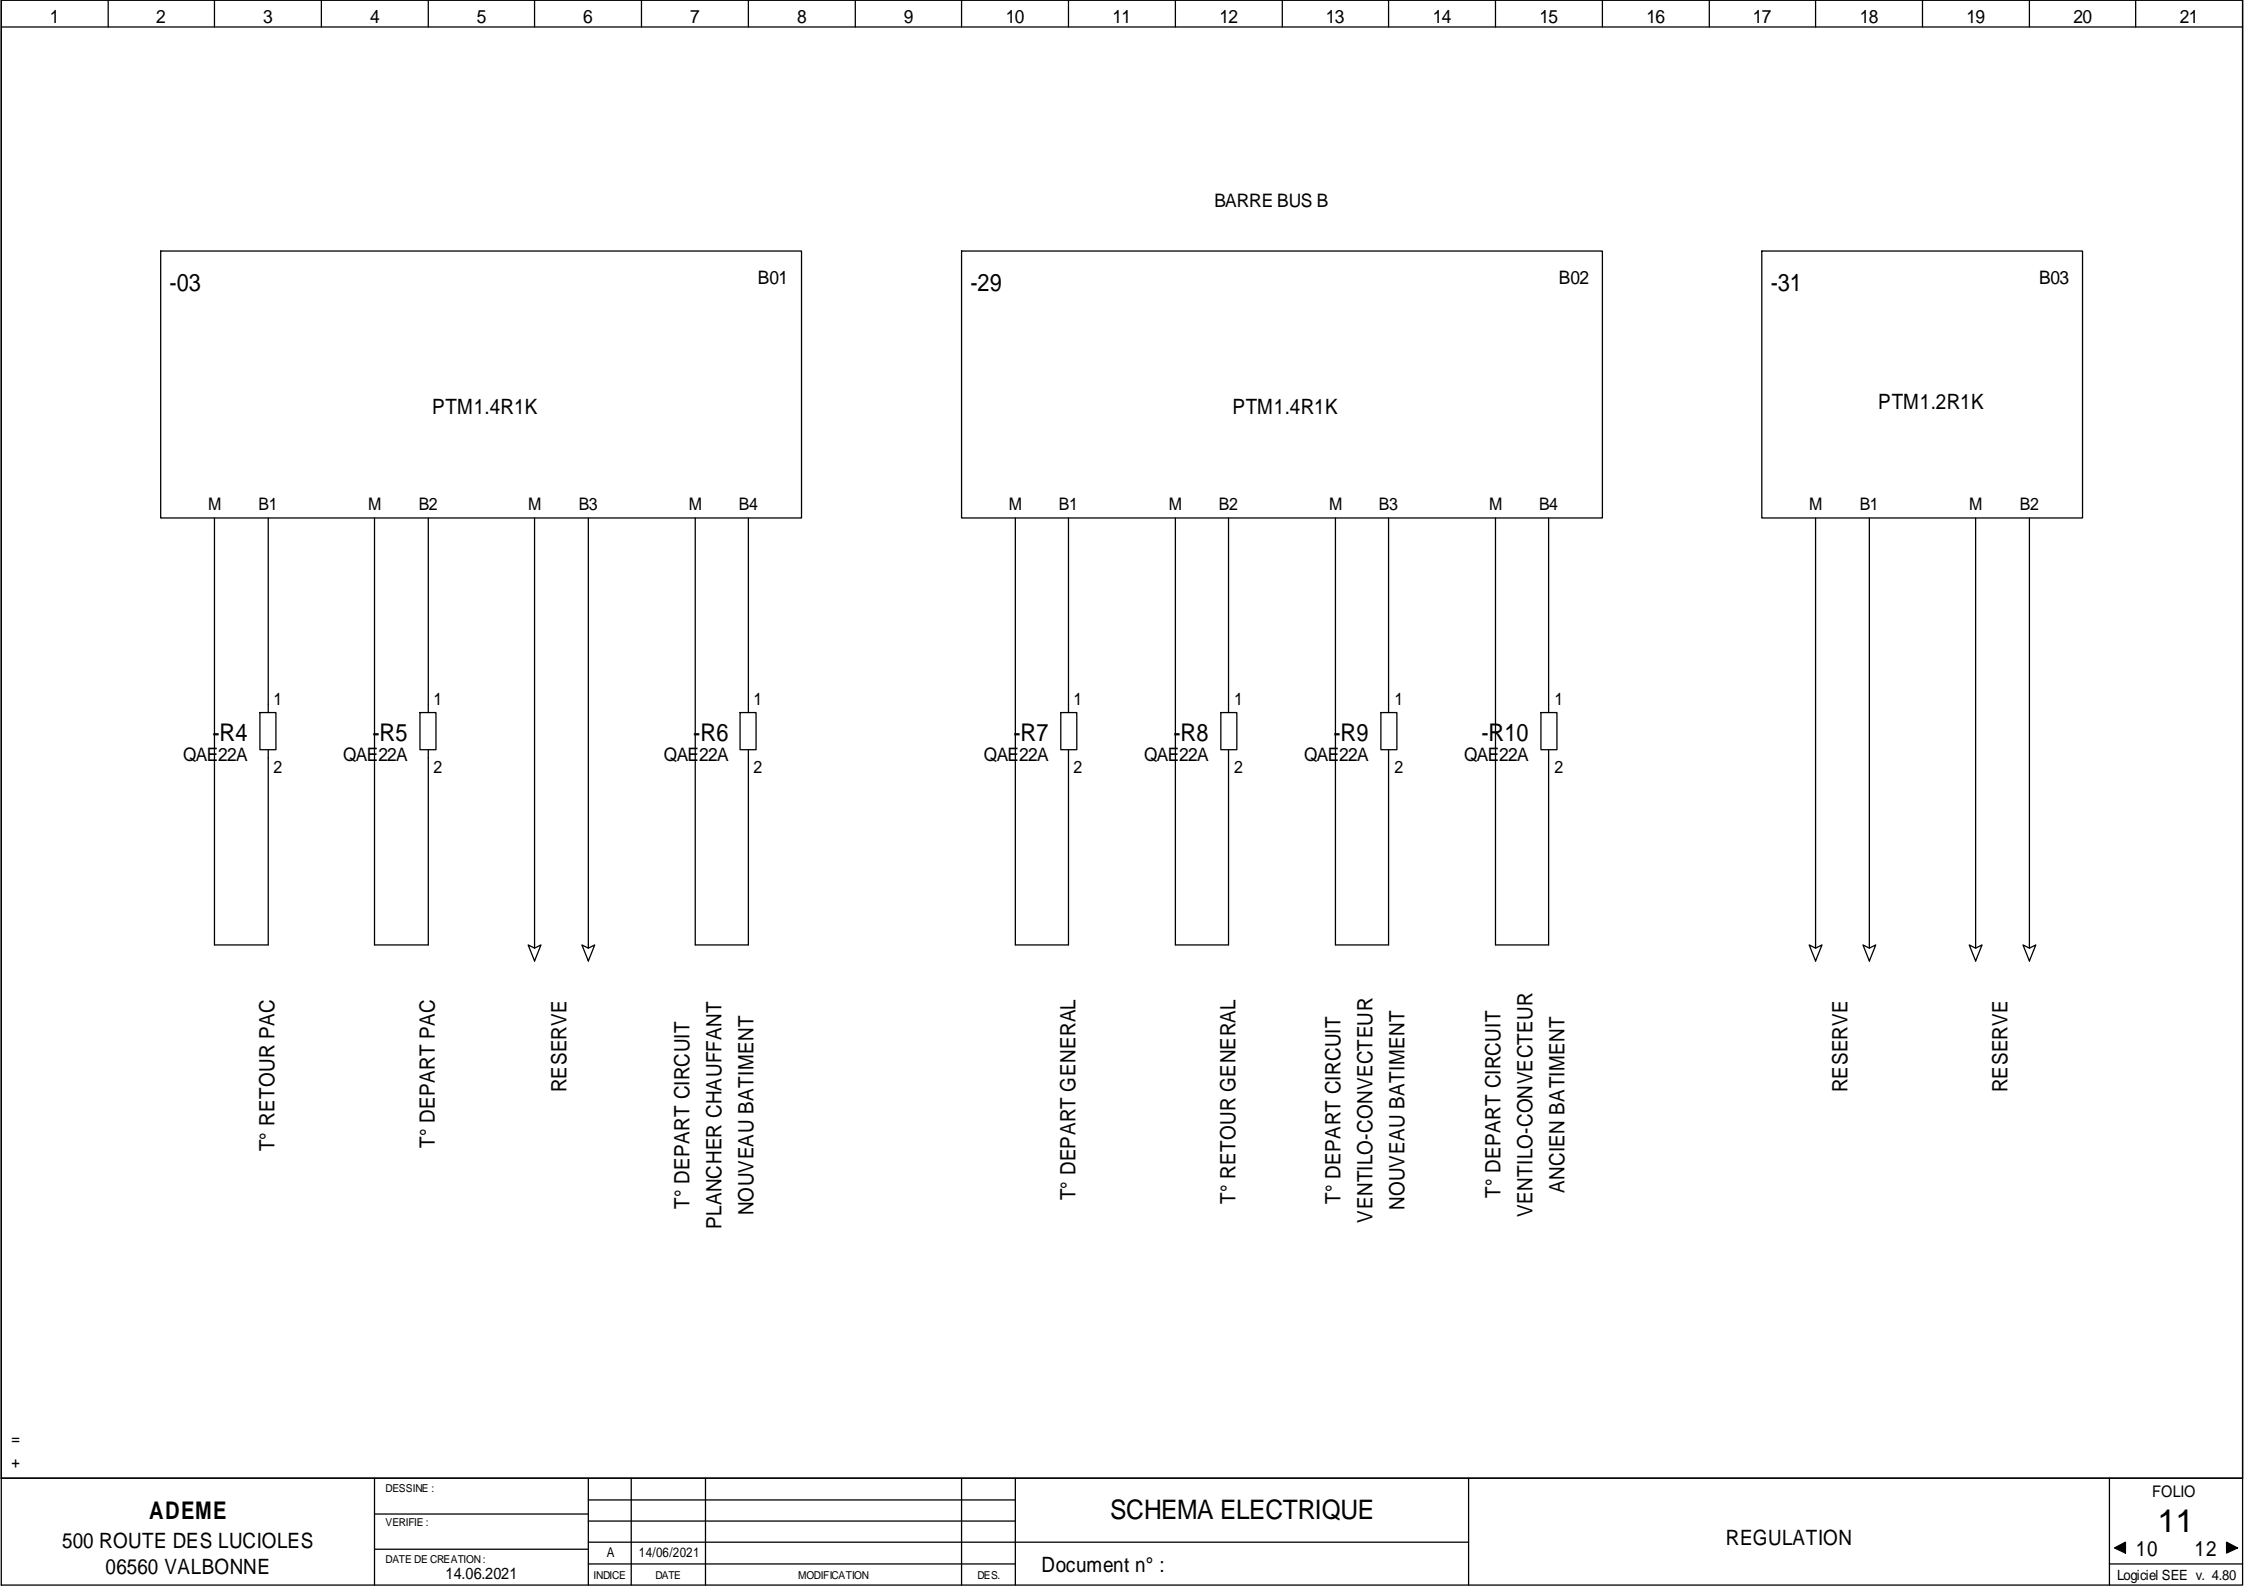 1 2 3 4 5 6 7 8 9 10 11 12 13 14 15 16 17 18 19 20 21
BARRE BUS B
-03 B01
PTM1.4R1K
M B1 M B2 M B3 M B4
-29 B02
PTM1.4R1K
M B1 M B2 M B3 M B4
-31 B03
PTM1.2R1K
M B1 M B2
1
-R4
QAE22A
2
1
-R5
QAE22A
2
1
-R6
QAE22A
2
1
-R7
QAE22A
2
1
-R8
QAE22A
2
1
-R9
QAE22A
2
1
-R10
QAE22A
2
T° RETOUR PAC
T° DEPART PAC
RESERVE
T° DEPART CIRCUIT
PLANCHER CHAUFFANT
NOUVEAU BATIMENT
T° DEPART GENERAL
T° RETOUR GENERAL
T° DEPART CIRCUIT
VENTILO-CONVECTEUR
NOUVEAU BATIMENT
T° DEPART CIRCUIT
VENTILO-CONVECTEUR
ANCIEN BATIMENT
RESERVE
RESERVE
=
+
ADEME
500 ROUTE DES LUCIOLES
06560 VALBONNE
DESSINE :
VERIFIE :
DATE DE CREATION :
14.06.2021
A 14/06/2021
INDICE DATE MODIFICATION DES.
SCHEMA ELECTRIQUE
Document n° :
REGULATION
FOLIO
11
◄ 10 12 ►
Logiciel SEE v. 4.80